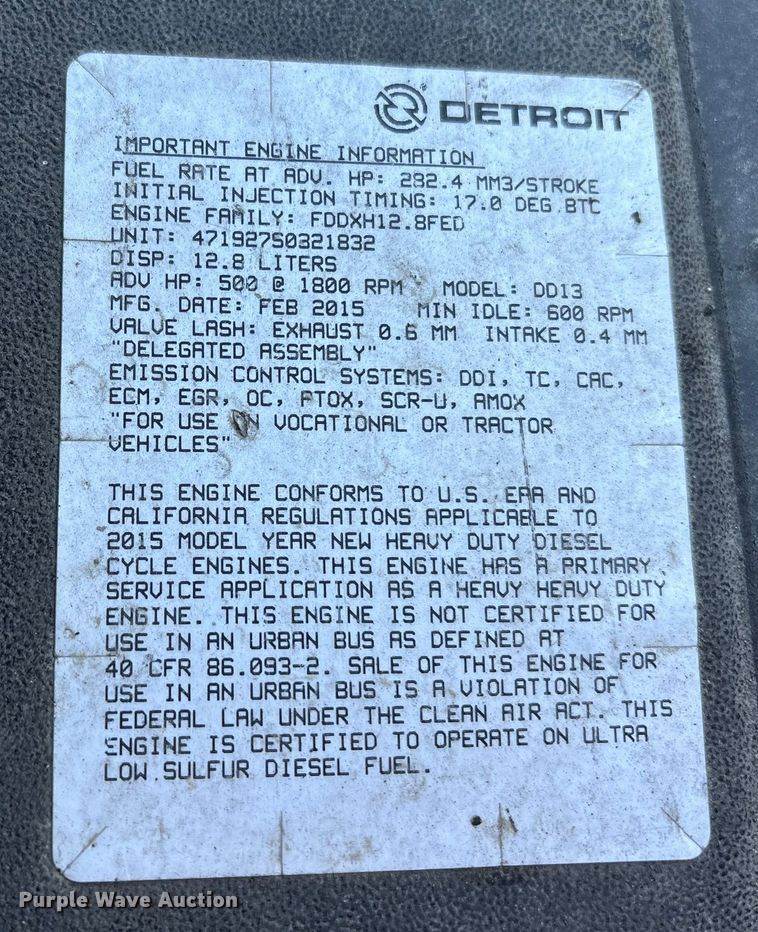 DETROIT
IMPORTANT ENGINE INFORMATION
FUEL RATE AT ADV. HP: 232.4 MM3/STROKE
INITIAL INJECTION TIMING: 17.0 DEG.BTC
ENGINE FAMILY: FDDXH12.8FED
UNIT: 471927S0321832
DISP: 12.8 LITERS
ADV HP: 500 @ 1800 RPM MODEL: DD13
MFG. DATE: FEB 2015 MIN IDLE: 600 RPM
VALVE LASH: EXHAUST 0.6 MM INTAKE 0.4 MM
"DELEGATED ASSEMBLY"
EMISSION CONTROL SYSTEMS: DDI, TC, CAC,
ECM, EGR, OC, PTOX, SCR-U, AMOX
"FOR USE IN VOCATIONAL OR TRACTOR
VEHICLES"
THIS ENGINE CONFORMS TO U.S. EPA AND
CALIFORNIA REGULATIONS APPLICABLE TO
2015 MODEL YEAR NEW HEAVY DUTY DIESEL
CYCLE ENGINES. THIS ENGINE HAS A PRIMARY
SERVICE APPLICATION AS A HEAVY HEAVY DUTY
ENGINE. THIS ENGINE IS NOT CERTIFIED FOR
USE IN AN URBAN BUS AS DEFINED AT
40 CFR 86.093-2. SALE OF THIS ENGINE FOR
USE IN AN URBAN BUS IS A VIOLATION OF
FEDERAL LAW UNDER THE CLEAN AIR ACT. THIS
ENGINE IS CERTIFIED TO OPERATE ON ULTRA
LOW SULFUR DIESEL FUEL.
Purple Wave Auction